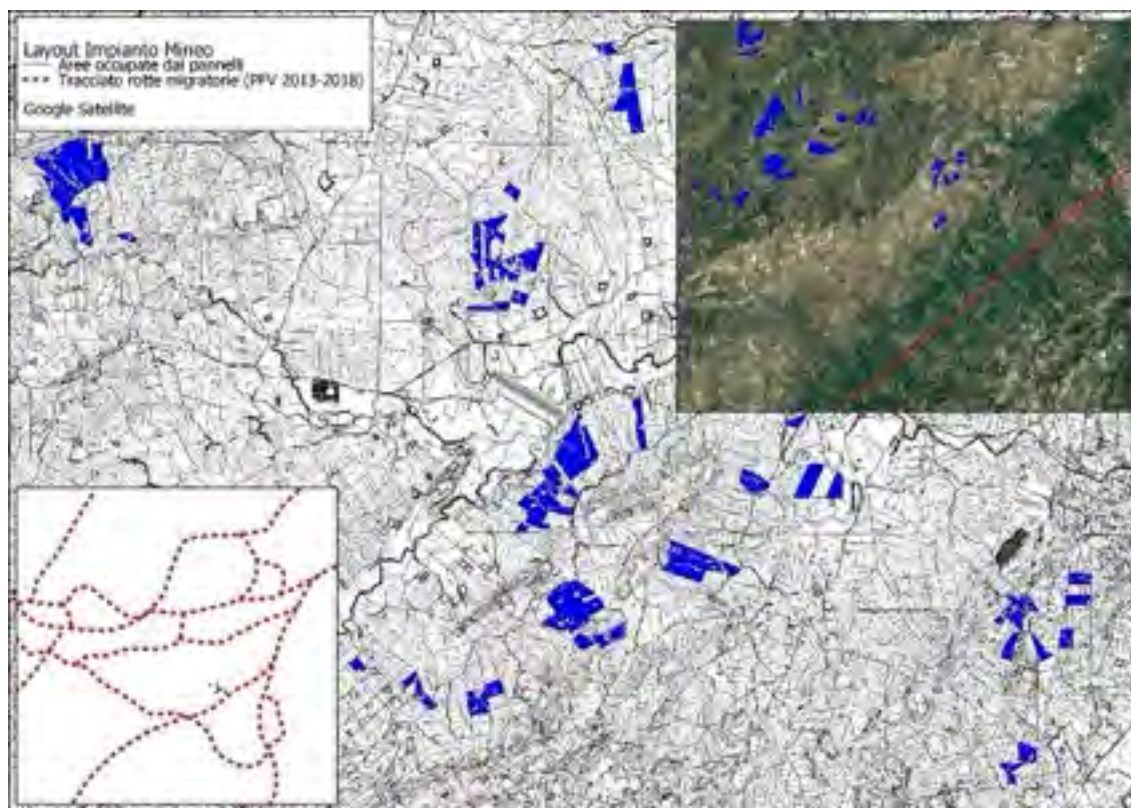 Layout Impianto Mineo
Aree occupate dai pannelli
Tracciato rotte migratorie (PFV 2013-2018)
Google Satellite